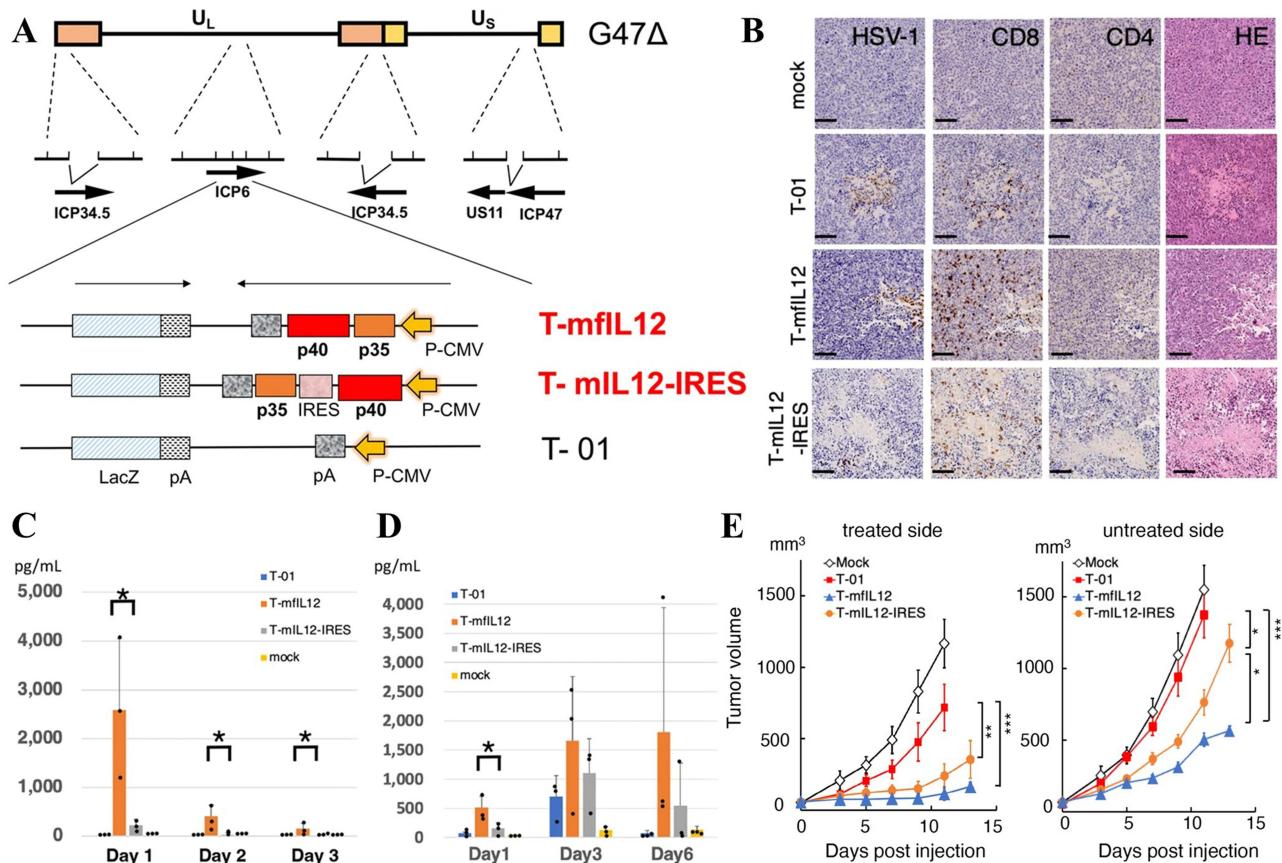 A
U_L
U_S
G47Δ
ICP34.5
ICP6
ICP34.5
US11
ICP47
p40
p35
P-CMV
T-mfIL12
p35
IRES
p40
P-CMV
T- mIL12-IRES
LacZ
pA
pA
P-CMV
T- 01
B
HSV-1
CD8
CD4
HE
mock
T-01
T-mfIL12
T-mIL12
-IRES
C
pg/mL
5,000
4,000
3,000
2,000
1,000
0
T-01
T-mfIL12
T-mIL12-IRES
mock
*
*
*
Day 1
Day 2
Day 3
D
pg/mL
4,000
3,500
3,000
2,500
2,000
1,500
1,000
500
0
T-01
T-mfIL12
T-mIL12-IRES
mock
*
Day1
Day3
Day6
E
treated side
mm³
Mock
T-01
T-mfIL12
T-mIL12-IRES
Tumor volume
1500
1000
500
0
0
5
10
15
**
***
Days post injection
untreated side
mm³
Mock
T-01
T-mfIL12
T-mIL12-IRES
1500
1000
500
0
0
5
10
15
*
*
***
Days post injection